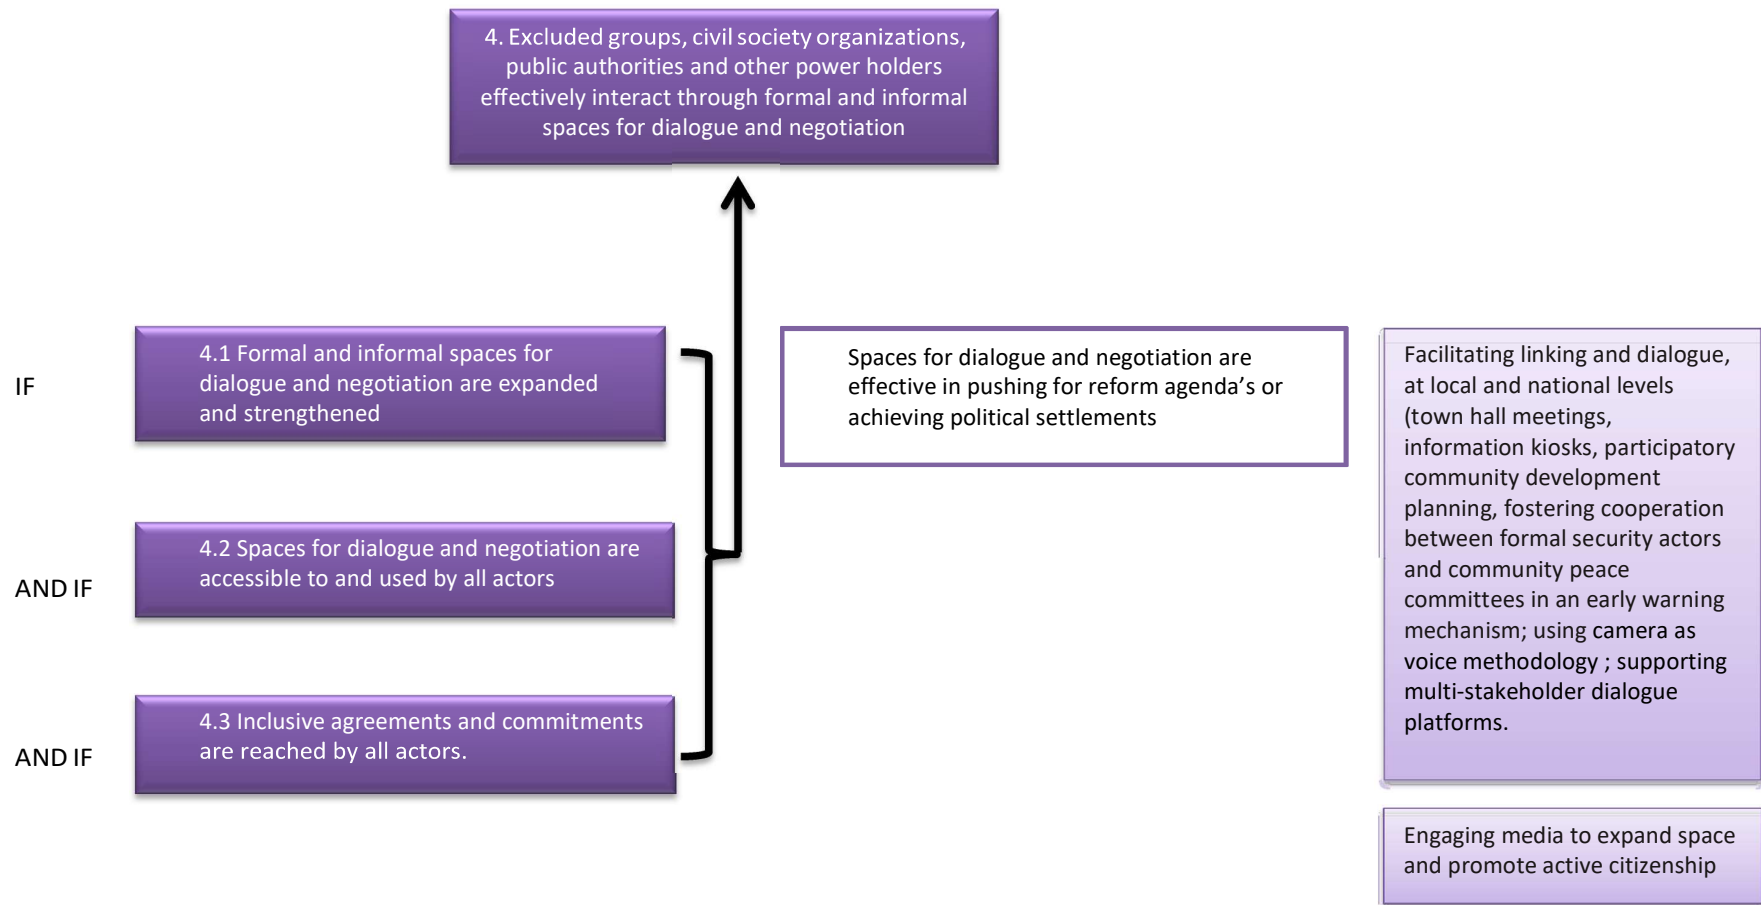 4. Excluded groups, civil society organizations,
public authorities and other power holders
effectively interact through formal and informal
spaces for dialogue and negotiation
IF
4.1 Formal and informal spaces for
dialogue and negotiation are expanded
and strengthened
Spaces for dialogue and negotiation are
effective in pushing for reform agenda's or
achieving political settlements
AND IF
4.2 Spaces for dialogue and negotiation are
accessible to and used by all actors
AND IF
4.3 Inclusive agreements and commitments
are reached by all actors.
Facilitating linking and dialogue,
at local and national levels
(town hall meetings,
information kiosks, participatory
community development
planning, fostering cooperation
between formal security actors
and community peace
committees in an early warning
mechanism; using camera as
voice methodology ; supporting
multi-stakeholder dialogue
platforms.
Engaging media to expand space
and promote active citizenship